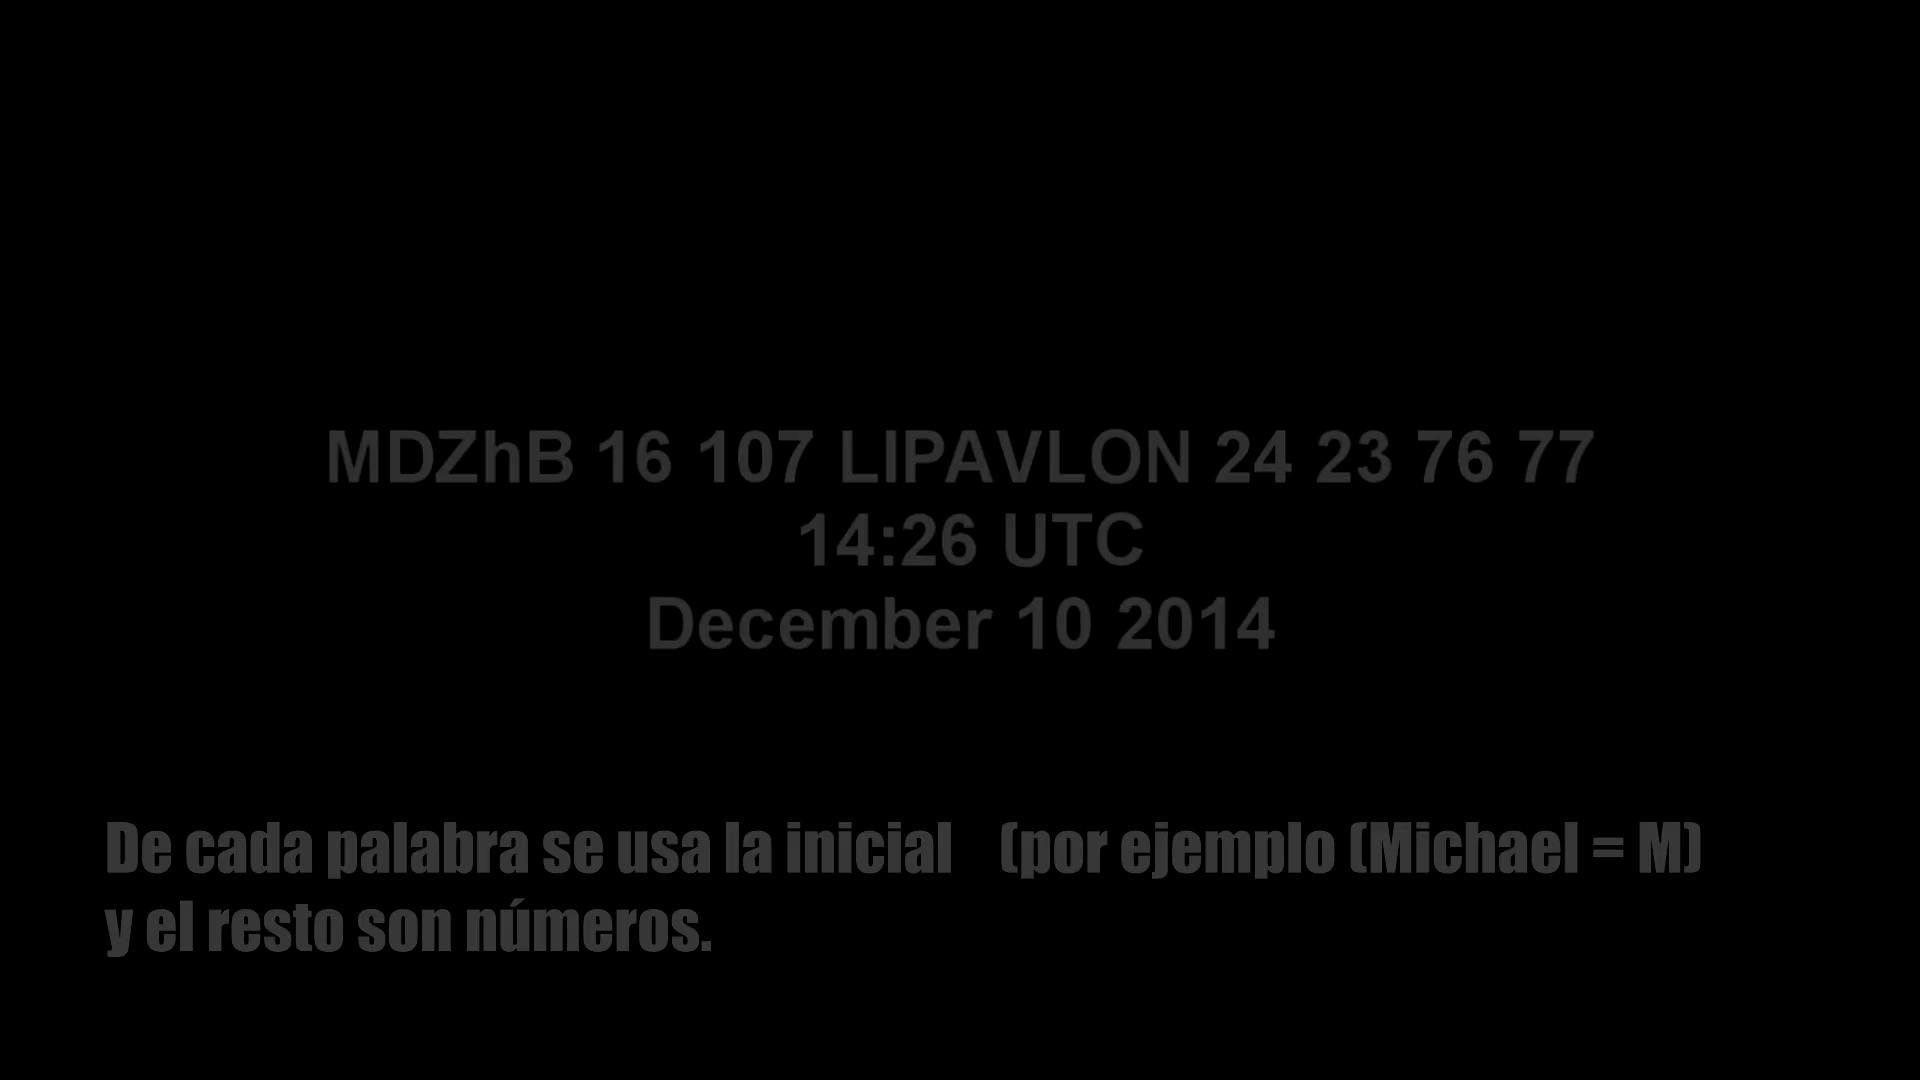 MDZhB 16 107 LIPAVLON 24 23 76 77
14:26 UTC
December 10 2014
De cada palabra se usa la inicial (por ejemplo (Michael = M)
y el resto son números.